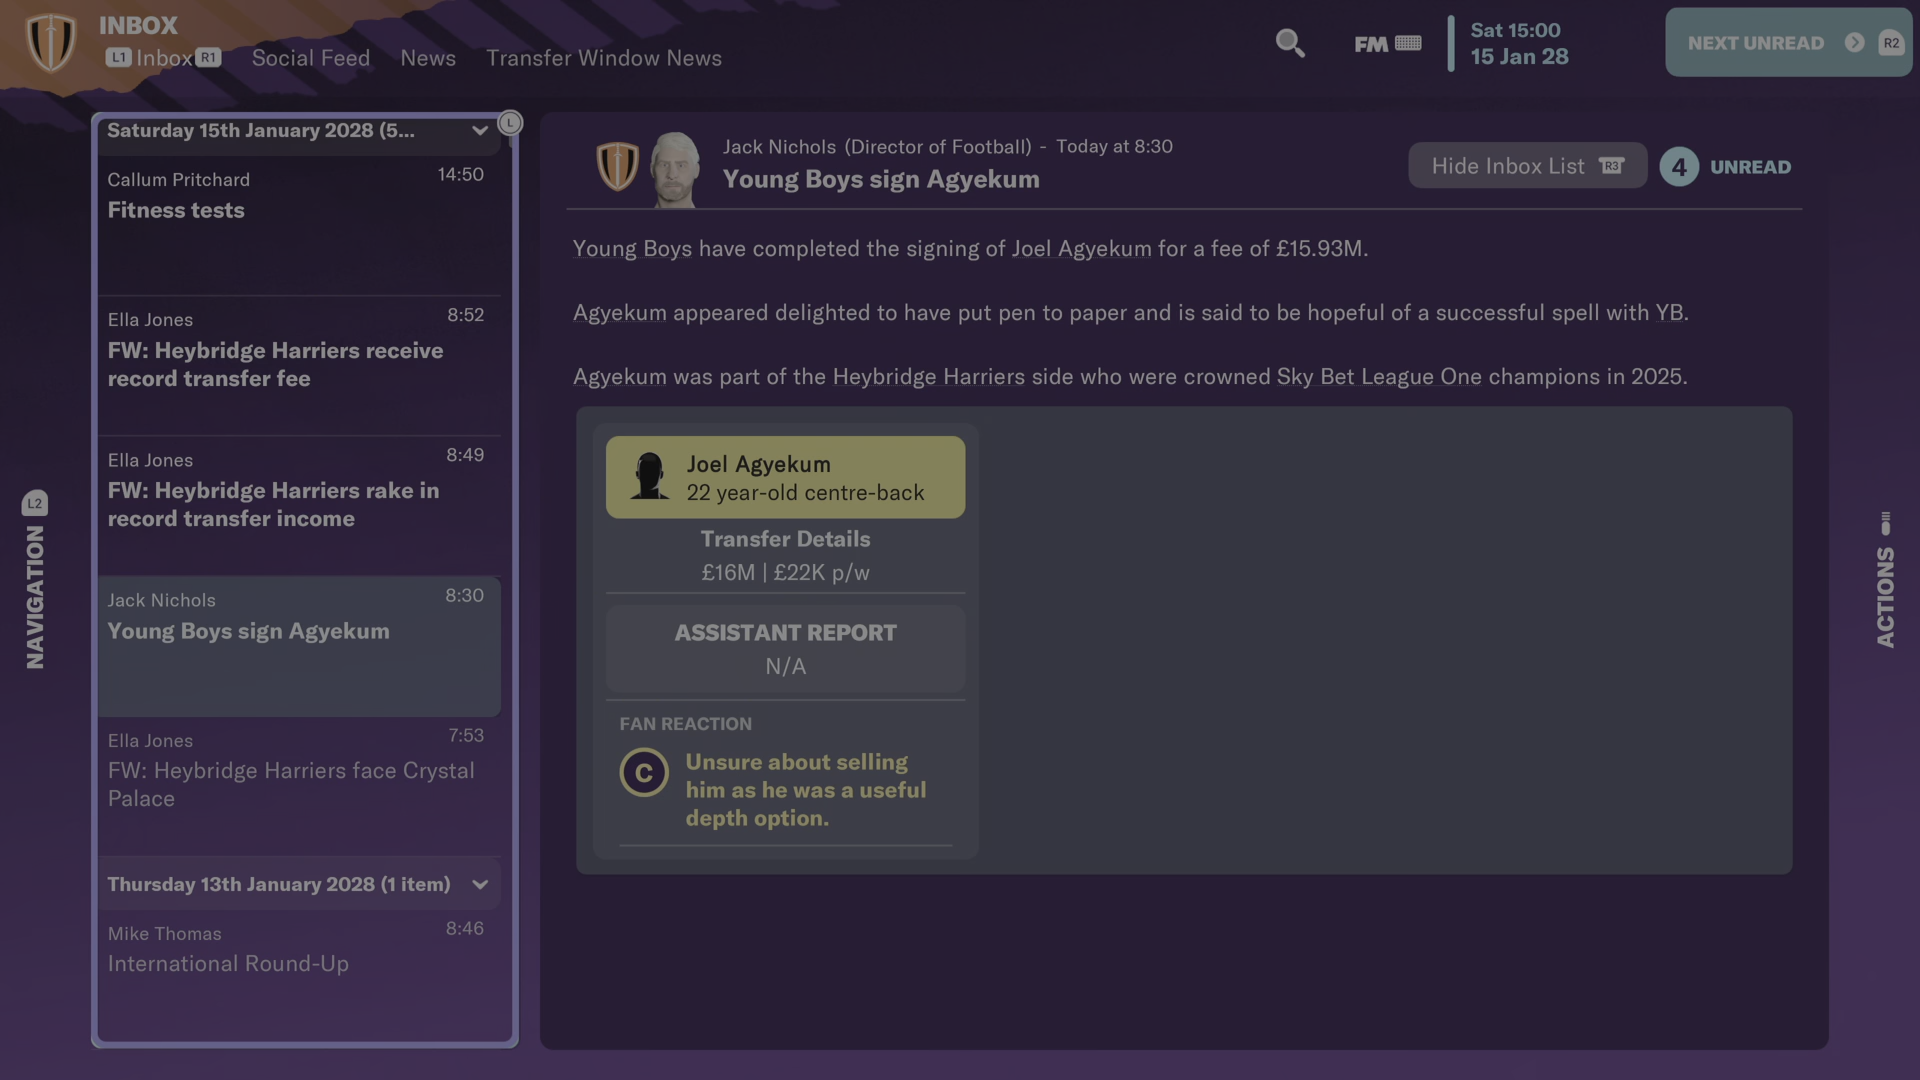 INBOX
L1 Inbox R1 Social Feed News Transfer Window News
FM
Sat 15:00
15 Jan 28
NEXT UNREAD R2
L2
NAVIGATION
Saturday 15th January 2028 (5...
L
Callum Pritchard 14:50
Fitness tests
Ella Jones 8:52
FW: Heybridge Harriers receive
record transfer fee
Ella Jones 8:49
FW: Heybridge Harriers rake in
record transfer income
Jack Nichols 8:30
Young Boys sign Agyekum
Ella Jones 7:53
FW: Heybridge Harriers face Crystal
Palace
Thursday 13th January 2028 (1 item)
Mike Thomas 8:46
International Round-Up
Jack Nichols (Director of Football) - Today at 8:30
Young Boys sign Agyekum
Hide Inbox List R3
4 UNREAD
Young Boys have completed the signing of Joel Agyekum for a fee of £15.93M.
Agyekum appeared delighted to have put pen to paper and is said to be hopeful of a successful spell with YB.
Agyekum was part of the Heybridge Harriers side who were crowned Sky Bet League One champions in 2025.
Joel Agyekum
22 year-old centre-back
Transfer Details
£16M | £22K p/w
ASSISTANT REPORT
N/A
FAN REACTION
C
Unsure about selling
him as he was a useful
depth option.
ACTIONS